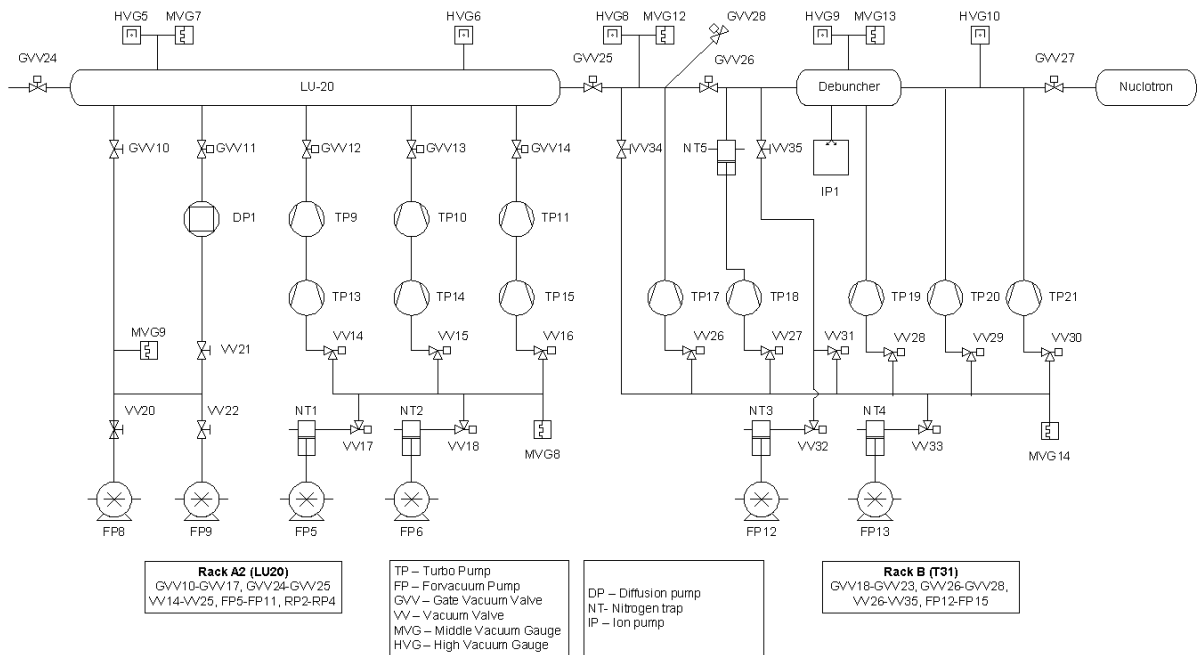 HVG5
MVG7
HVG6
HVG8
MVG12
GVV28
HVG9
MVG13
HVG10
GVV24
GVV25
GVV26
GVV27
LU-20
Debuncher
Nuclotron
GVV10
GVV11
GVV12
GVV13
GVV14
VV34
NT5
VV35
IP1
DP1
TP9
TP10
TP11
TP13
TP14
TP15
TP17
TP18
TP19
TP20
TP21
MVG9
VV21
VV14
VV15
VV16
VV26
VV27
VV31
VV28
VV29
VV30
VV20
VV22
NT1
VV17
NT2
VV18
MVG8
NT3
VV32
NT4
VV33
MVG14
FP8
FP9
FP5
FP6
FP12
FP13
Rack A2 (LU20)
GVV10-GVV17, GVV24-GVV25
VV14-VV25, FP5-FP11, RP2-RP4
TP – Turbo Pump
FP – Forvacuum Pump
GVV – Gate Vacuum Valve
VV – Vacuum Valve
MVG – Middle Vacuum Gauge
HVG – High Vacuum Gauge
DP – Diffusion pump
NT- Nitrogen trap
IP – Ion pump
Rack B (T31)
GVV18-GVV23, GVV26-GVV28,
VV26-VV35, FP12-FP15